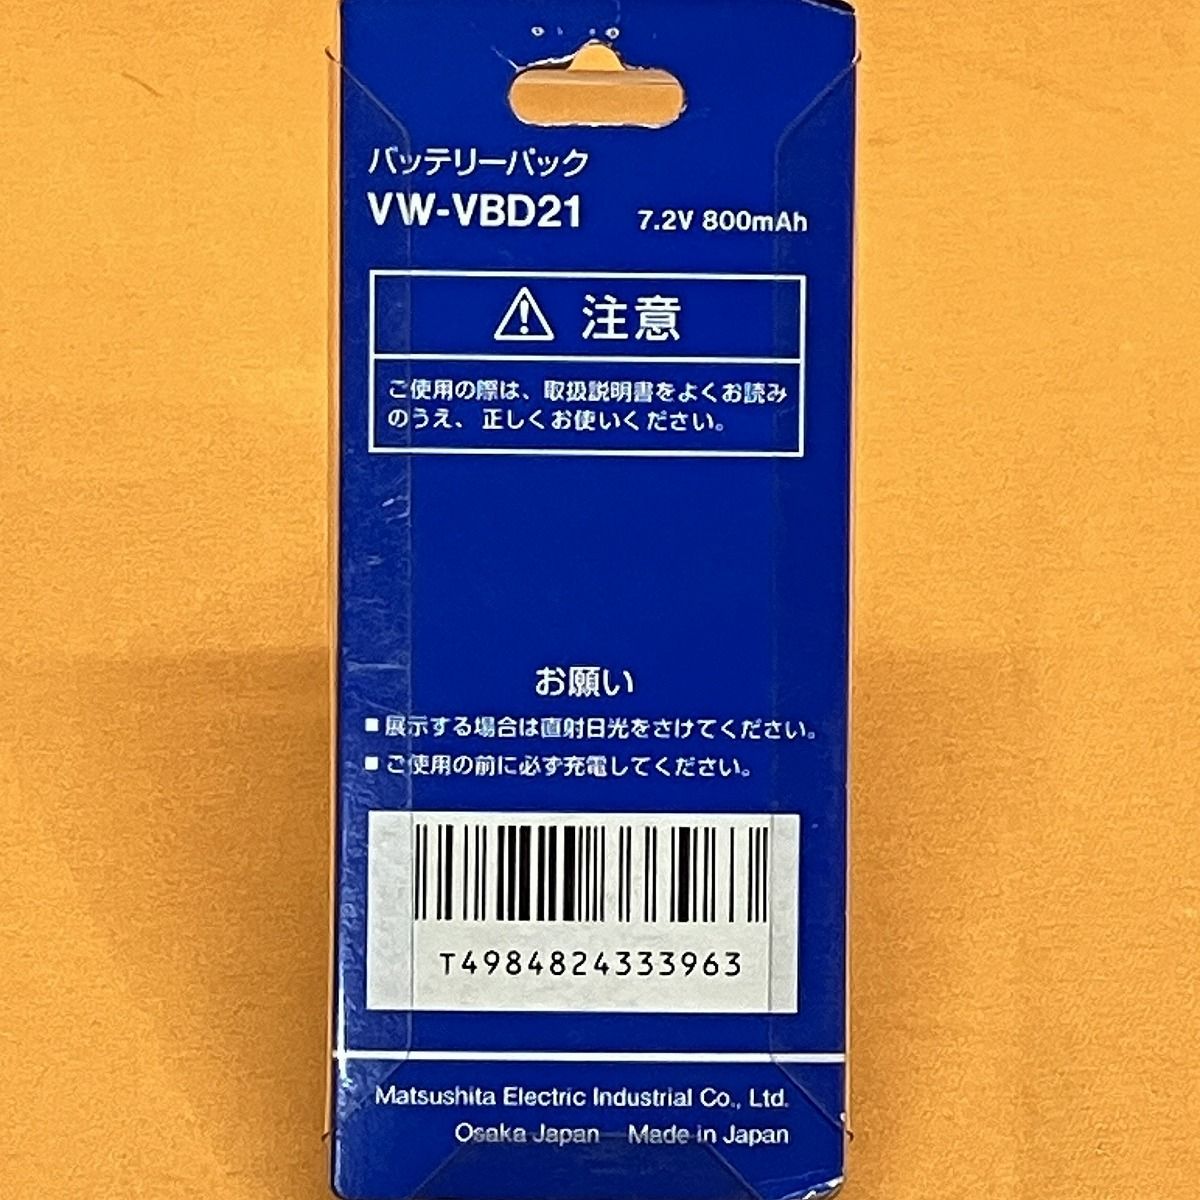 バッテリーパック
VW-VBD21 7.2V 800mAh
注意
ご使用の際は、取扱説明書をよくお読み
のうえ、正しくお使いください。
お願い
■展示する場合は直射日光をさけてください。
■ご使用の前に必ず充電してください。
T4984824333963
Matsushita Electric Industrial Co., Ltd.
Osaka Japan Made in Japan